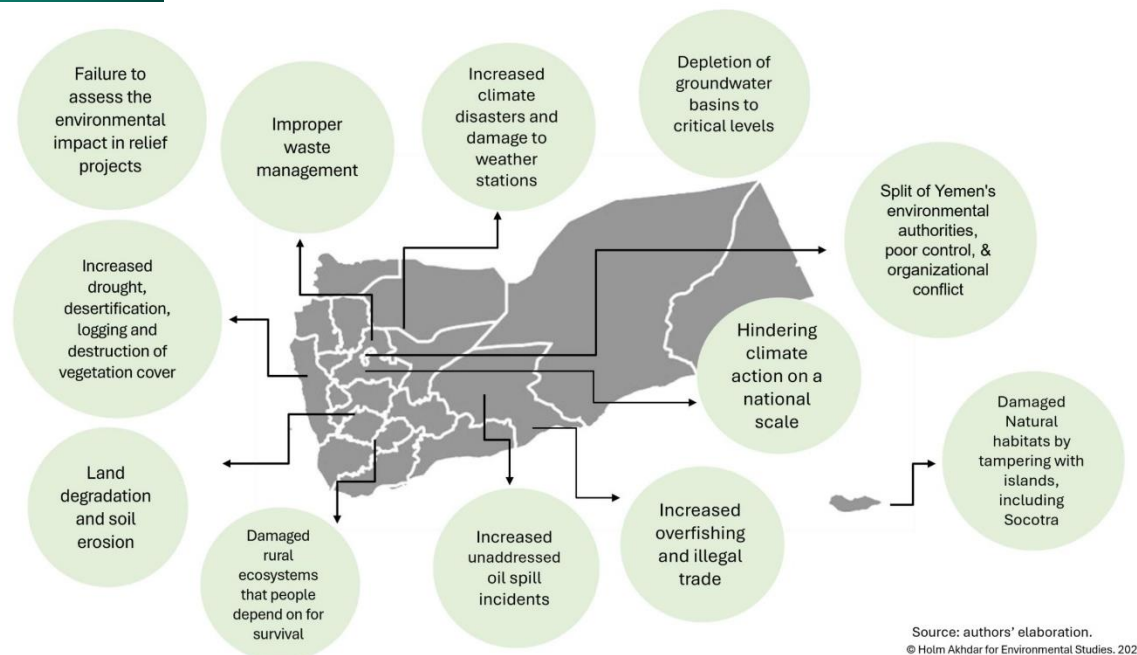 Failure to
assess the
environmental
impact in relief
projects
Improper
waste
management
Increased
climate
disasters and
damage to
weather
stations
Depletion of
groundwater
basins to
critical levels
Split of Yemen's
environmental
authorities,
poor control, &
organizational
conflict
Increased
drought,
desertification,
logging and
destruction of
vegetation cover
Hindering
climate
action on a
national
scale
Damaged
Natural
habitats by
tampering with
islands,
including
Socotra
Land
degradation
and soil
erosion
Damaged
rural
ecosystems
that people
depend on for
survival
Increased
unaddressed
oil spill
incidents
Increased
overfishing
and illegal
trade
Source: authors' elaboration.
© Holm Akhdar for Environmental Studies. 202